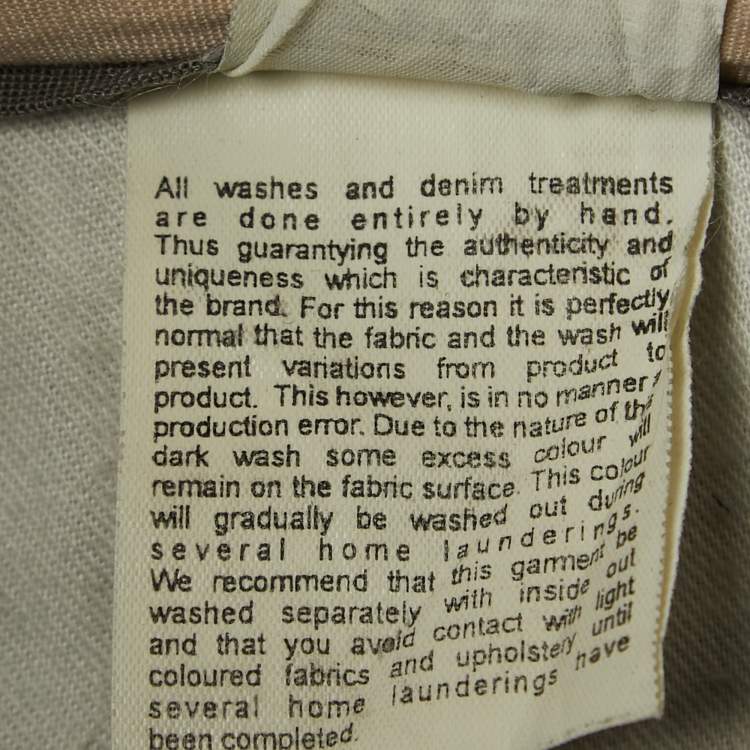 All washes and denim treatments
are done entirely by hand.
Thus guarantying the authenticity and
uniqueness which is characteristic of
the brand. For this reason it is perfectly
normal that the fabric and the wash will
present variations from product to
product. This however, is in no manner
production error. Due to the nature of the
dark wash some excess colour will
remain on the fabric surface. This colour
will gradually be washed out during
several home launderings.
We recommend that this garment be
washed separately with inside out
and that you avoid contact with light
coloured fabrics and upholstery until
several home launderings have
been completed.